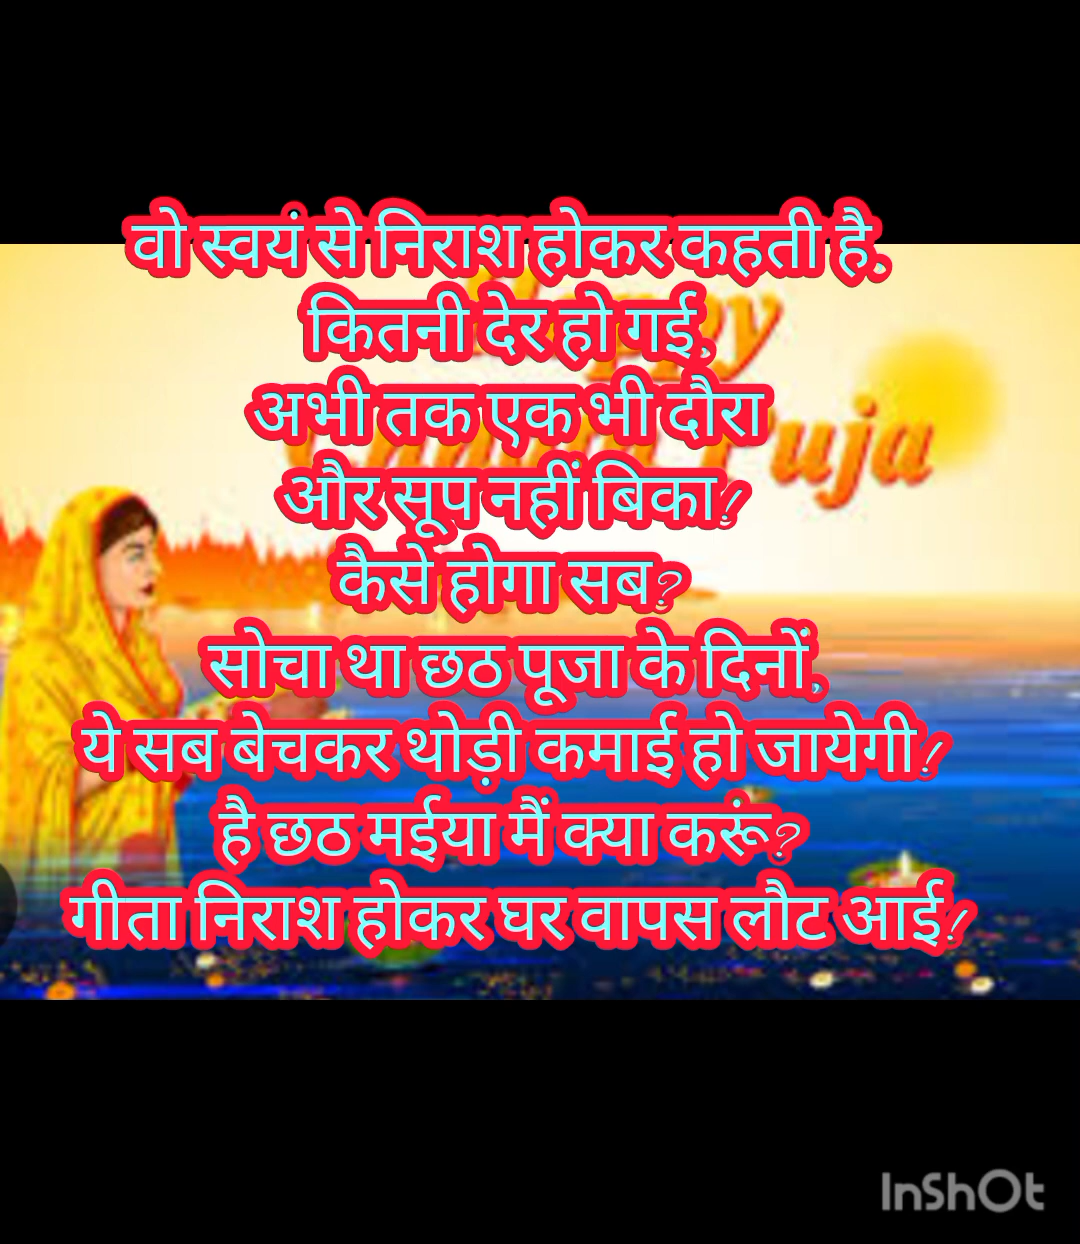 वो स्वयं से निराश होकर कहती है,
कितनी देर हो गई,
अभी तक एक भी दौरा
और सूप नहीं बिका!
कैसे होगा सब?
सोचा था छठ पूजा के दिनों,
ये सब बेचकर थोड़ी कमाई हो जायेगी!
है छठ मईया मैं क्या करूं?
गीता निराश होकर घर वापस लौट आई!
Puja
InShOt